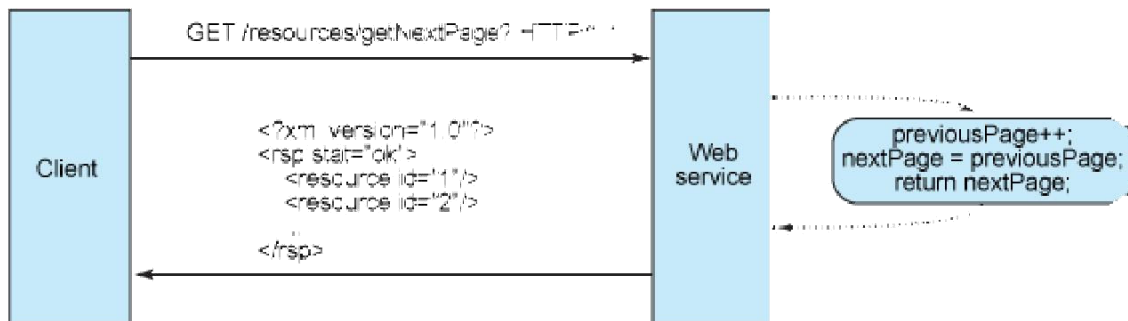 GET /resources/getNextPage?
<?xm version="1.0"?>
<rsp stat="ok">
<resource id="1"/>
<resource id="2"/>
...
</rsp>
Client
Web
service
previousPage++;
nextPage = previousPage;
return nextPage;